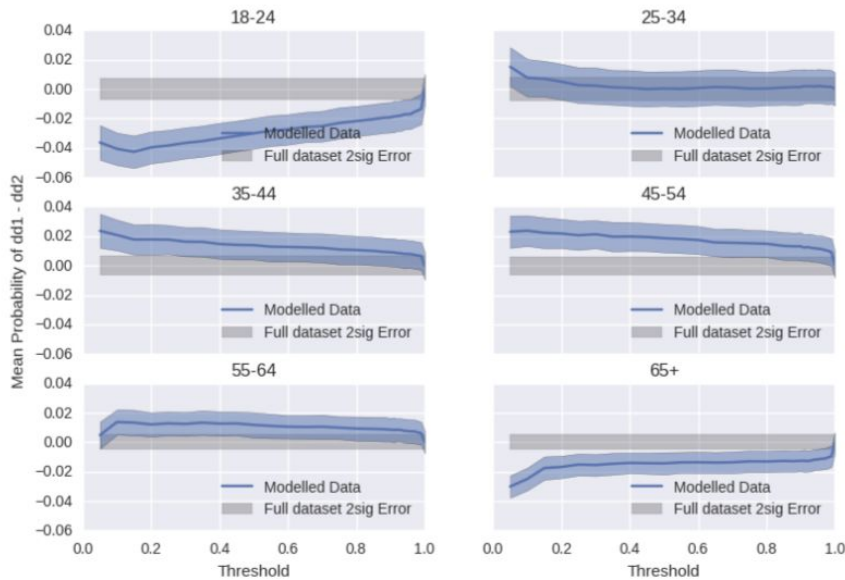 18-24
25-34
0.04
0.02
0.00
−0.02
−0.04
−0.06
Modelled Data
Full dataset 2sig Error
Modelled Data
Full dataset 2sig Error
35-44
45-54
0.04
0.02
0.00
−0.02
−0.04
−0.06
Modelled Data
Full dataset 2sig Error
Modelled Data
Full dataset 2sig Error
Mean Probability of dd1 - dd2
55-64
65+
0.04
0.02
0.00
−0.02
−0.04
−0.06
Modelled Data
Full dataset 2sig Error
Modelled Data
Full dataset 2sig Error
0.0 0.2 0.4 0.6 0.8 1.0
0.0 0.2 0.4 0.6 0.8 1.0
Threshold
Threshold